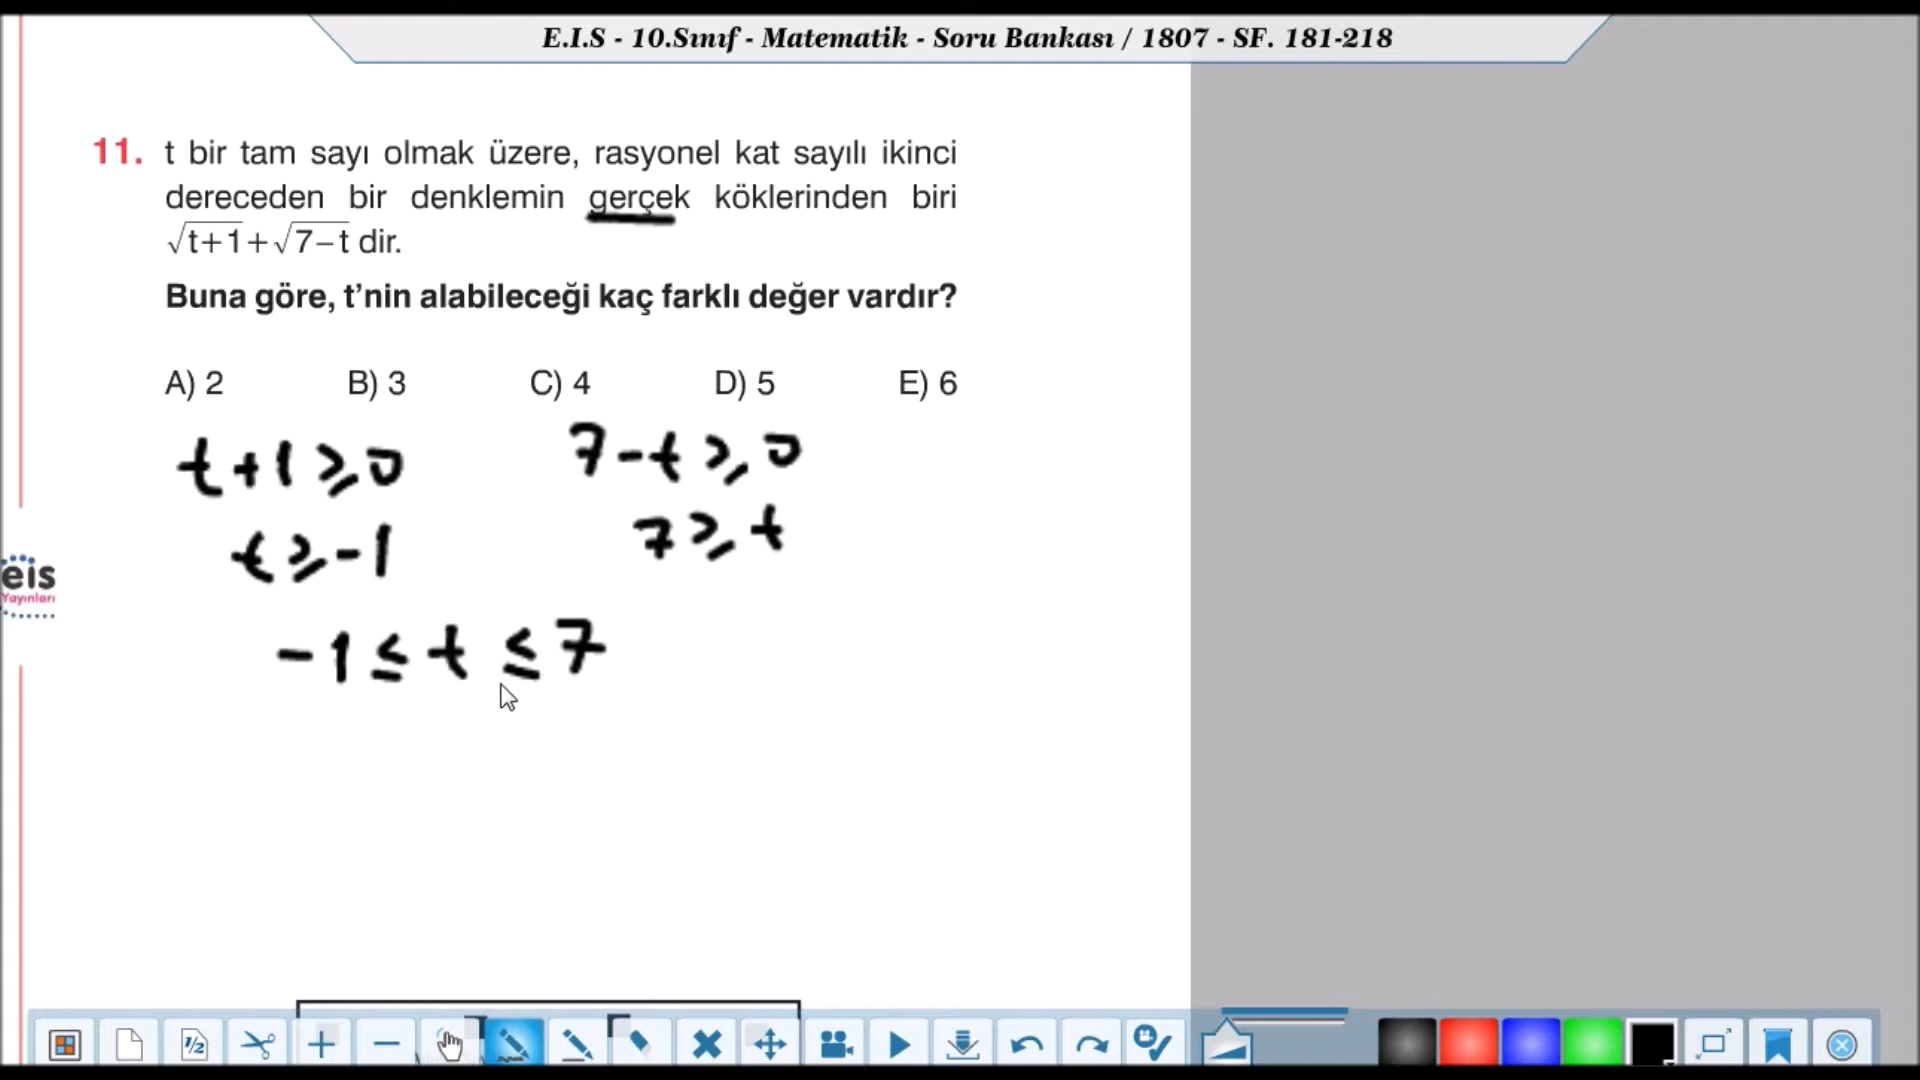 E.I.S - 10.Sınıf - Matematik - Soru Bankası / 1807 - SF. 181-218
11. t bir tam sayı olmak üzere, rasyonel kat sayılı ikinci
dereceden bir denklemin gerçek köklerinden biri
√t+1+√7−t dir.
Buna göre, t'nin alabileceği kaç farklı değer vardır?
A) 2 B) 3 C) 4 D) 5 E) 6
t+1≥0 7-t≥0
t≥-1 7≥t
-1≤t≤7
eis
Yayınları
1/2